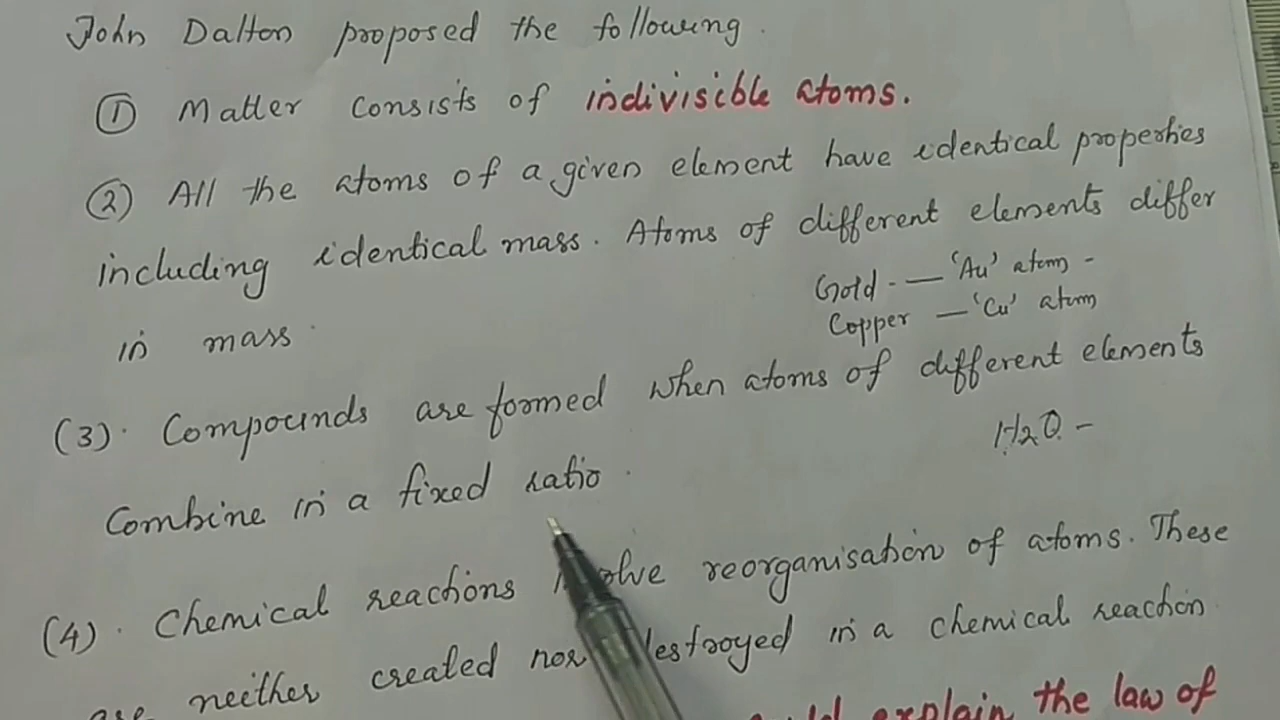 John Dalton proposed the following.
① Matter consists of indivisible atoms.
② All the atoms of a given element have identical properties
including identical mass. Atoms of different elements differ
in mass.
Gold - — 'Au' atom -
Copper — 'Cu' atom
(3). Compounds are formed when atoms of different elements
H2O -
Combine in a fixed ratio.
(4). Chemical reactions reorganisation of atoms. These
are neither created nor in a chemical reaction
explain the law of